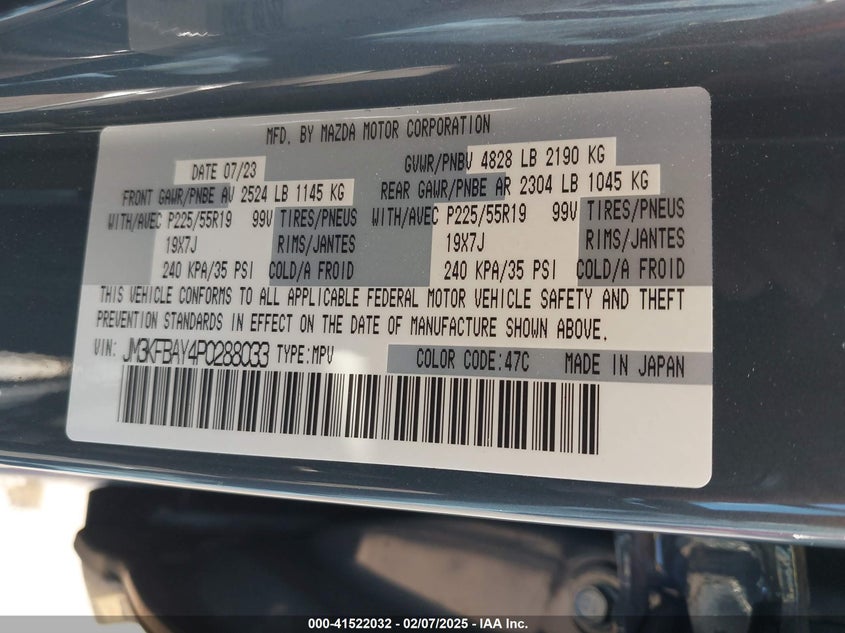 MFD. BY MAZDA MOTOR CORPORATION
DATE 07/23 GVWR/PNBV 4828 LB 2190 KG
FRONT GAWR/PNBE AV 2524 LB 1145 KG REAR GAWR/PNBE AR 2304 LB 1045 KG
WITH/AVEC P225/55R19 99V TIRES/PNEUS WITH/AVEC P225/55R19 99V TIRES/PNEUS
19X7J RIMS/JANTES 19X7J RIMS/JANTES
240 KPA/35 PSI COLD/A FROID 240 KPA/35 PSI COLD/A FROID
THIS VEHICLE CONFORMS TO ALL APPLICABLE FEDERAL MOTOR VEHICLE SAFETY AND THEFT
PREVENTION STANDARDS IN EFFECT ON THE DATE OF MANUFACTURE SHOWN ABOVE.
VIN: JM3KFBAY4P0288033 TYPE:MPV COLOR CODE:47C MADE IN JAPAN
000-41522032 - 02/07/2025 - IAA Inc.